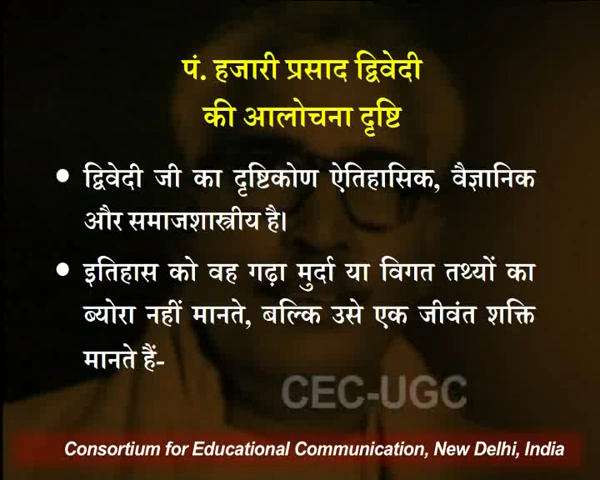 पं. हजारी प्रसाद द्विवेदी
की आलोचना दृष्टि
• द्विवेदी जी का दृष्टिकोण ऐतिहासिक, वैज्ञानिक
और समाजशास्त्रीय है।
• इतिहास को वह गढ़ा मुर्दा या विगत तथ्यों का
ब्योरा नहीं मानते, बल्कि उसे एक जीवंत शक्ति
मानते हैं-
CEC-UGC
Consortium for Educational Communication, New Delhi, India